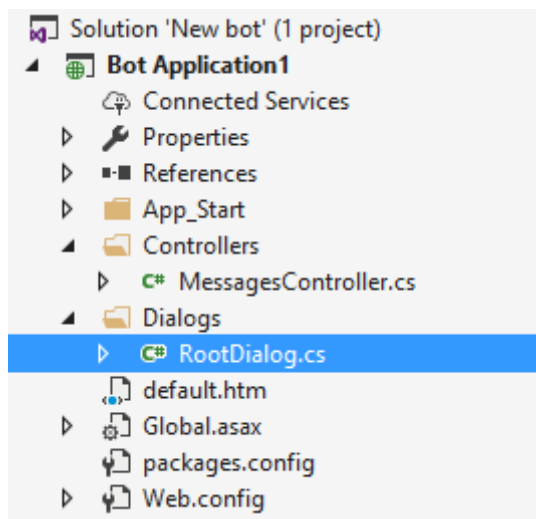 Solution 'New bot' (1 project)
Bot Application1
Connected Services
Properties
References
App_Start
Controllers
C# MessagesController.cs
Dialogs
C# RootDialog.cs
default.htm
Global.asax
packages.config
Web.config